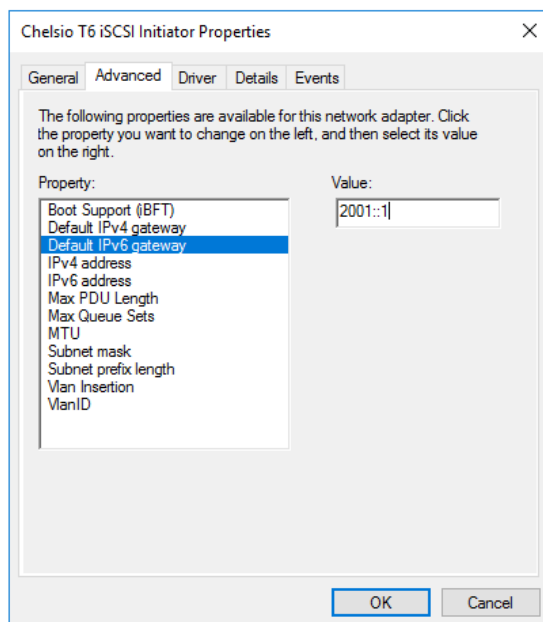 Chelsio T6 iSCSI Initiator Properties
General Advanced Driver Details Events
The following properties are available for this network adapter. Click
the property you want to change on the left, and then select its value
on the right.
Property: Value:
Boot Support (iBFT) 2001::1
Default IPv4 gateway
Default IPv6 gateway
IPv4 address
IPv6 address
Max PDU Length
Max Queue Sets
MTU
Subnet mask
Subnet prefix length
Vlan Insertion
VlanID
OK Cancel